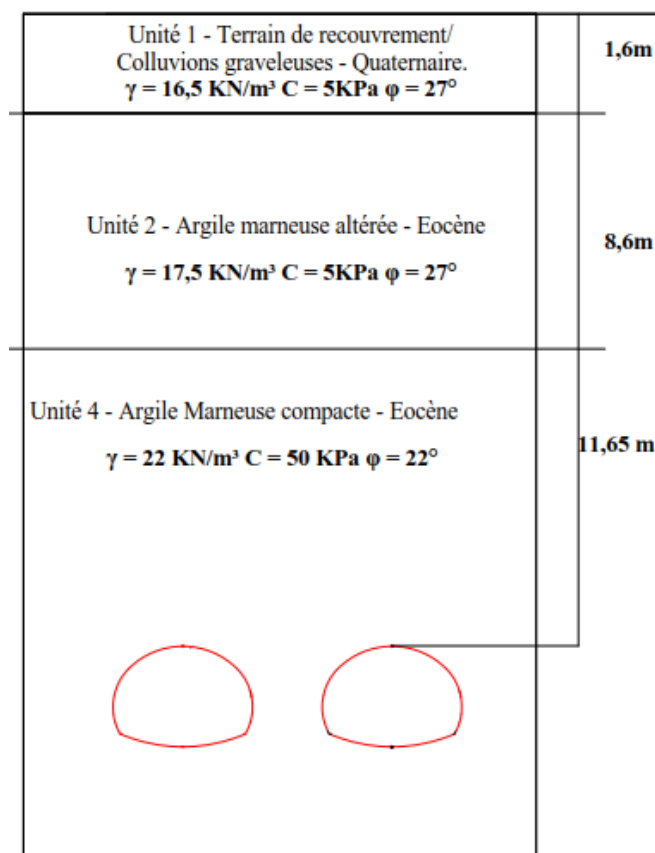 Unité 1 - Terrain de recouvrement/
Colluvions graveleuses - Quaternaire.
γ = 16,5 KN/m³ C = 5KPa φ = 27°
1,6m
Unité 2 - Argile marneuse altérée - Eocène
γ = 17,5 KN/m³ C = 5KPa φ = 27°
8,6m
Unité 4 - Argile Marneuse compacte - Eocène
γ = 22 KN/m³ C = 50 KPa φ = 22°
11,65 m